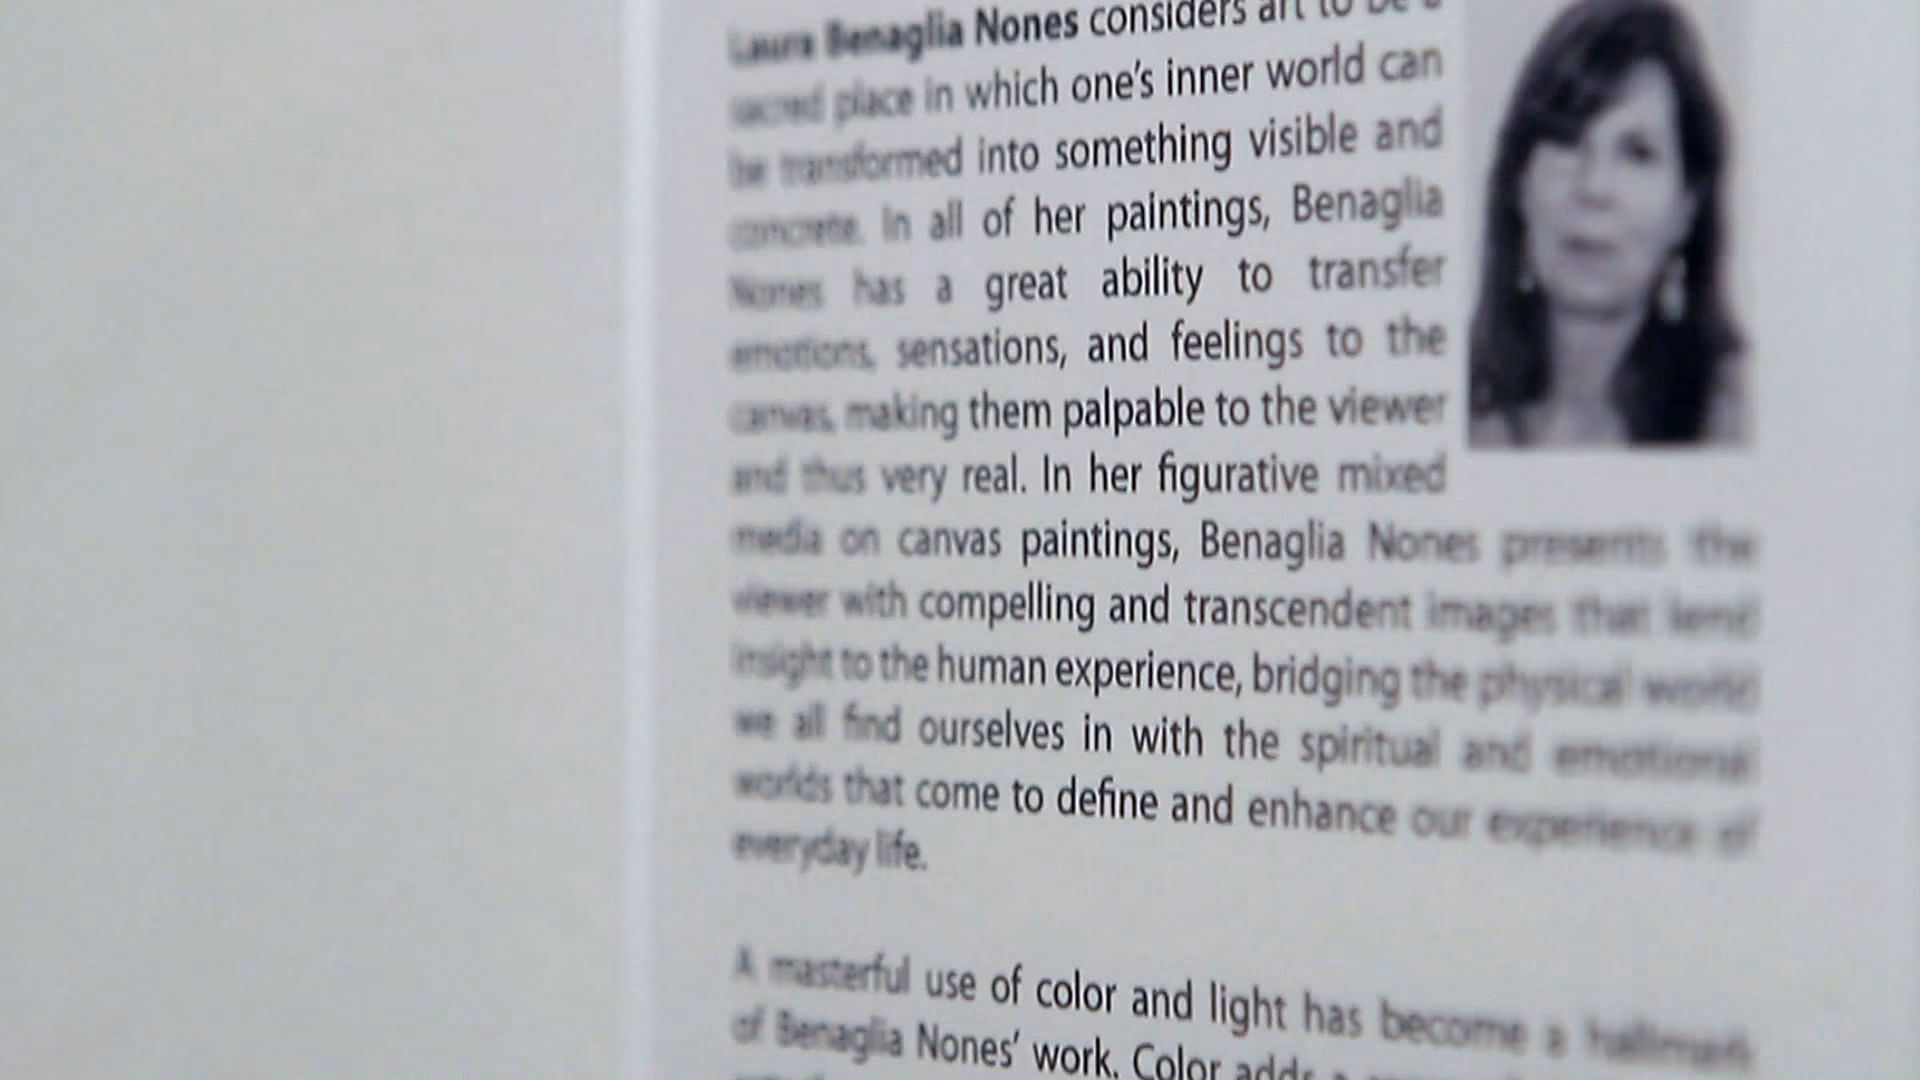 Laura Benaglia Nones considers art to be a
sacred place in which one's inner world can
be transformed into something visible and
concrete. In all of her paintings, Benaglia
Nones has a great ability to transfer
emotions, sensations, and feelings to the
canvas, making them palpable to the viewer
and thus very real. In her figurative mixed
media on canvas paintings, Benaglia Nones presents the
viewer with compelling and transcendent images that lend
insight to the human experience, bridging the physical world
we all find ourselves in with the spiritual and emotional
worlds that come to define and enhance our experience of
everyday life.
A masterful use of color and light has become a hallmark
of Benaglia Nones' work. Color adds a